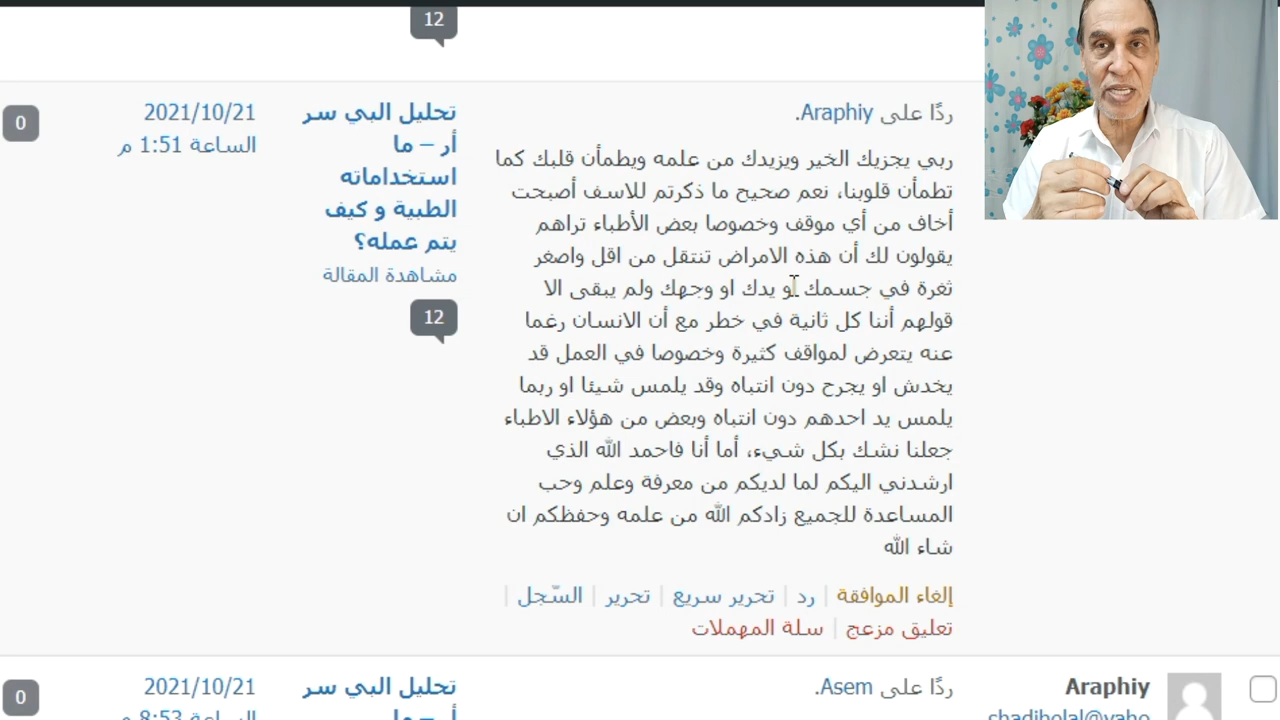 12
ردًا على Araphiy.
ربي يجزيك الخير ويزيدك من علمه ويطمأن قلبك كما
تطمأن قلوبنا، نعم صحيح ما ذكرتم للاسف أصبحت
أخاف من أي موقف وخصوصا بعض الأطباء تراهم
يقولون لك أن هذه الامراض تنتقل من اقل واصغر
ثغرة في جسمك او يدك او وجهك ولم يبقى الا
قولهم أننا كل ثانية في خطر مع أن الانسان رغما
عنه يتعرض لمواقف كثيرة وخصوصا في العمل قد
يخدش او يجرح دون انتباه وقد يلمس شيئا او ربما
يلمس يد احدهم دون انتباه وبعض من هؤلاء الاطباء
جعلنا نشك بكل شيء، أما أنا فاحمد الله الذي
ارشدني اليكم لما لديكم من معرفة وعلم وحب
المساعدة للجميع زادكم الله من علمه وحفظكم ان
شاء الله
إلغاء الموافقة | رد | تحرير سريع | تحرير | السّجل |
تعليق مزعج | سلة المهملات
تحليل البي سر
أر – ما
استخداماته
الطبية و كيف
يتم عمله؟
مشاهدة المقالة
12
2021/10/21
الساعة 1:51 م
0
Araphiy
ردًا على Asem.
تحليل البي سر
2021/10/21
الساعة 8:53 م
0